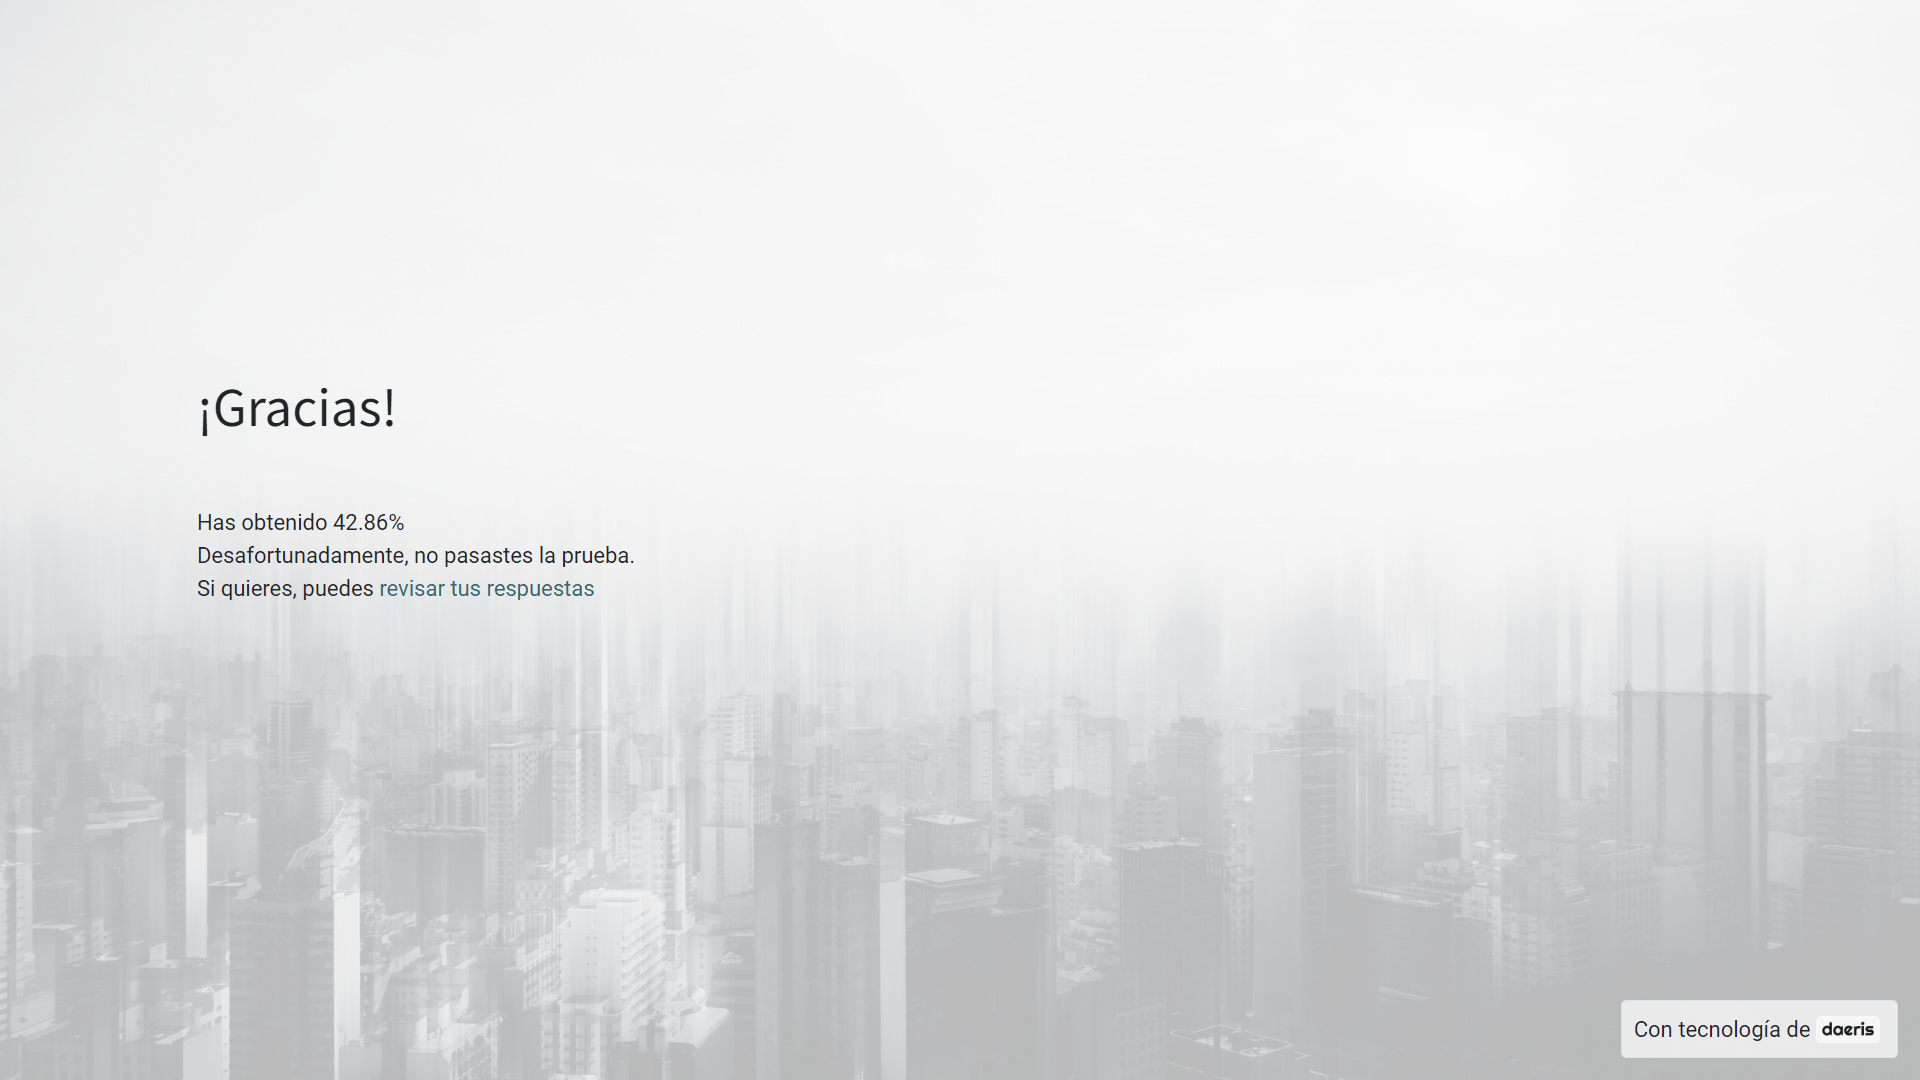 ¡Gracias!
Has obtenido 42.86%
Desafortunadamente, no pasastes la prueba.
Si quieres, puedes revisar tus respuestas
Con tecnología de daeris